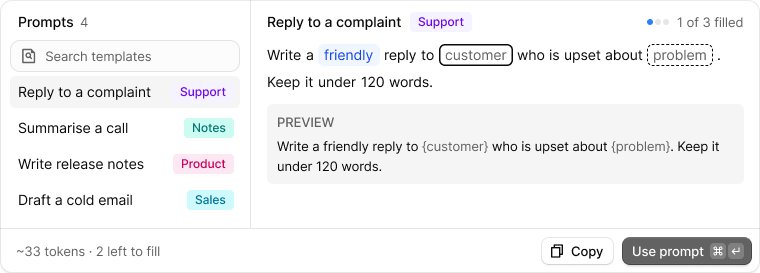 Prompts 4
Search templates
Reply to a complaint Support
Summarise a call Notes
Write release notes Product
Draft a cold email Sales
Reply to a complaint Support 1 of 3 filled
Write a friendly reply to customer who is upset about problem .
Keep it under 120 words.
PREVIEW
Write a friendly reply to {customer} who is upset about {problem}. Keep it
under 120 words.
~33 tokens · 2 left to fill
Copy
Use prompt ⌘ ↵